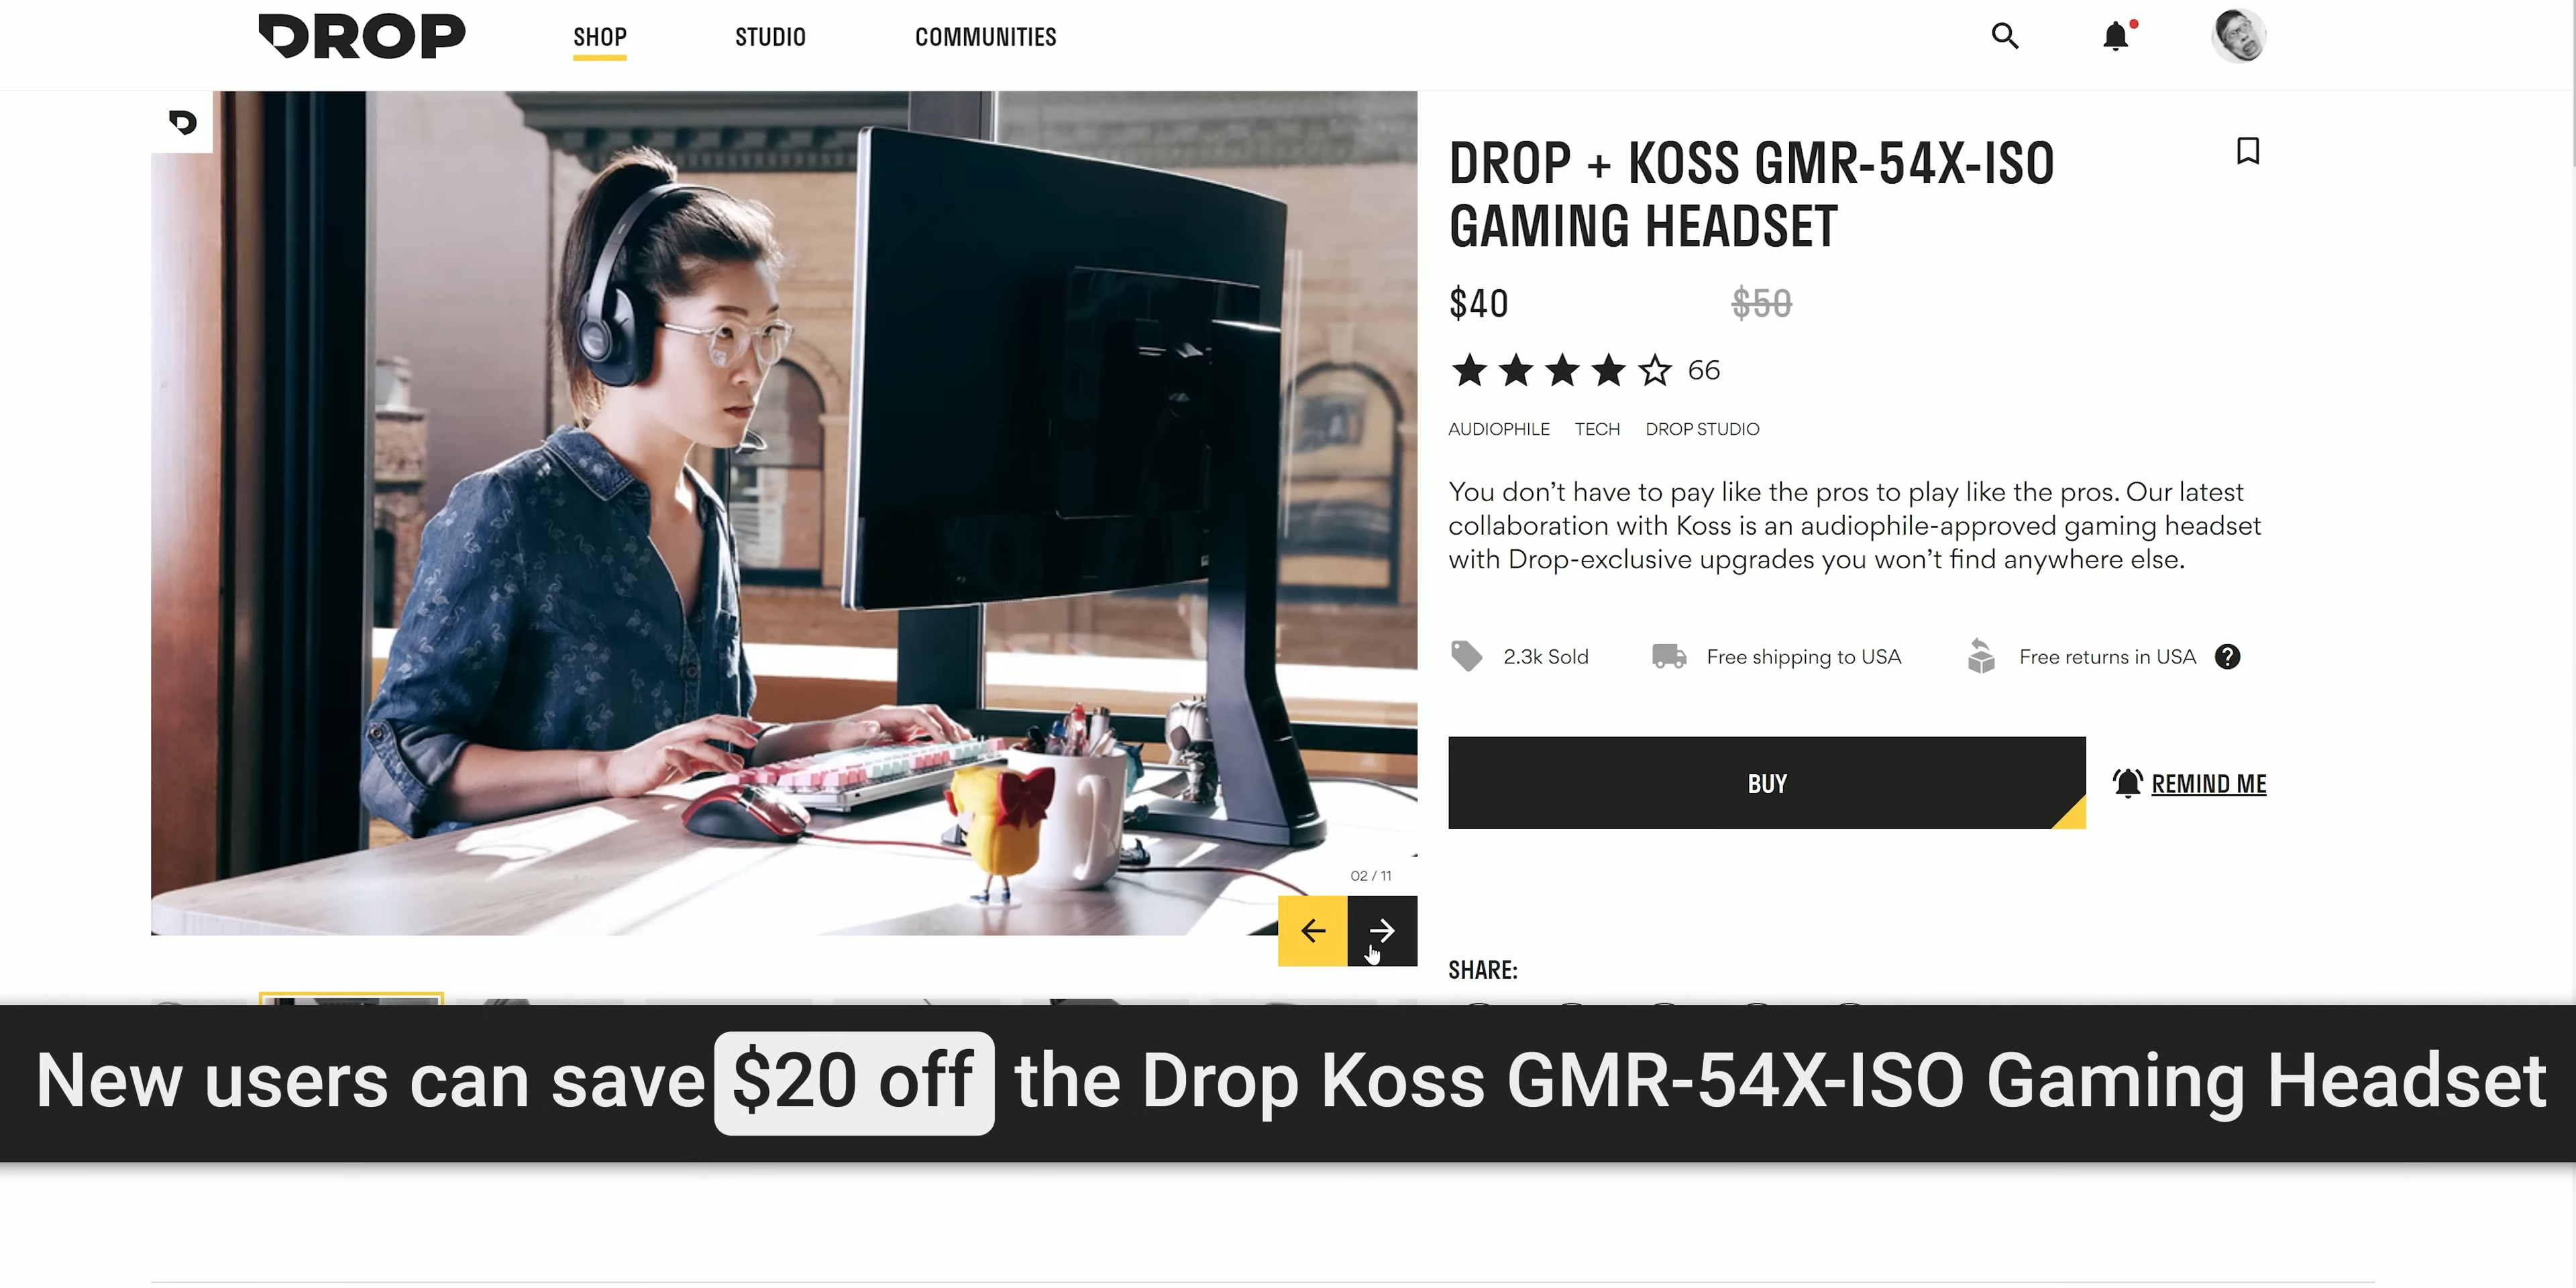 DROP
SHOP
STUDIO
COMMUNITIES
DROP + KOSS GMR-54X-ISO
GAMING HEADSET
$40
$50
66
AUDIOPHILE
TECH
DROP STUDIO
You don’t have to pay like the pros to play like the pros. Our latest
collaboration with Koss is an audiophile-approved gaming headset
with Drop-exclusive upgrades you won’t find anywhere else.
2.3k Sold
Free shipping to USA
Free returns in USA
?
BUY
REMIND ME
02 / 11
SHARE:
New users can save $20 off the Drop Koss GMR-54X-ISO Gaming Headset